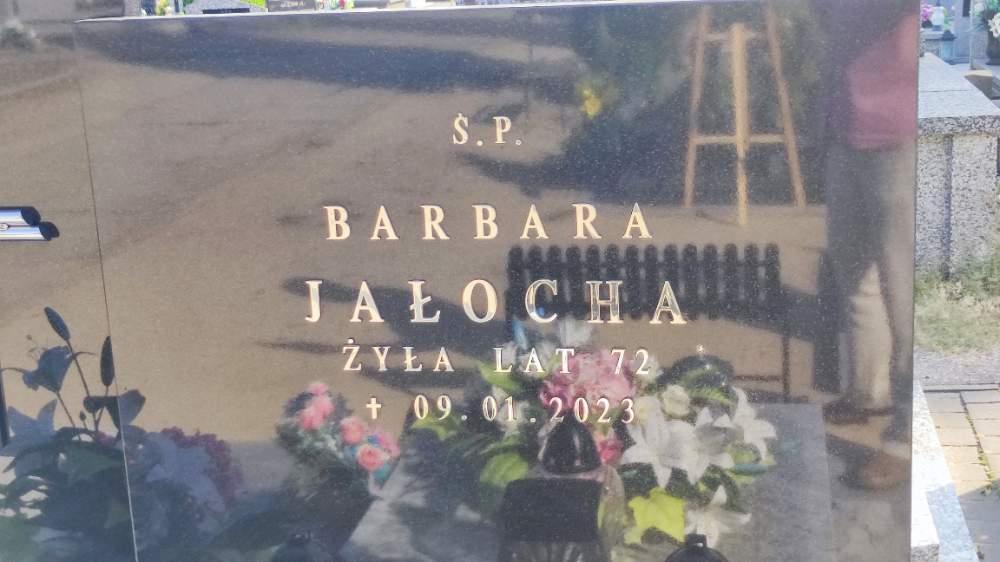 Ś.P.
BARBARA
JAŁOCHA
ŻYŁA LAT 72
✝ 09.01.2023